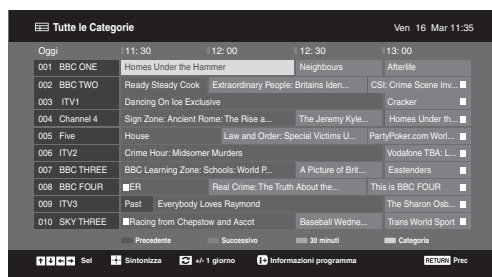 Tutte le Categorie Ven 16 Mar 11:35
Oggi 11:30 12:00 12:30 13:00
001 BBC ONE Homes Under the Hammer Neighbours Afterlife
002 BBC TWO Ready Steady Cook Extraordinary People: Britains Iden... CSI: Crime Scene Inv...
003 ITV1 Dancing On Ice Exclusive Cracker
004 Channel 4 Sign Zone: Ancient Rome: The Rise a... The Jeremy Kyle... Homes Under th...
005 Five House Law and Order: Special Victims U... PartyPoker.com Worl...
006 ITV2 Crime Hour: Midsomer Murders Vodafone TBA: L...
007 BBC THREE BBC Learning Zone: Schools: World P... A Picture of Brit... Eastenders
008 BBC FOUR ER Real Crime: The Truth About the... This is BBC FOUR
009 ITV3 Past Everybody Loves Raymond The Sharon Osb...
010 SKY THREE Racing from Chepstow and Ascot Baseball Wedne... Trans World Sport
Precedente Successivo 30 minuti Categoria
Sel Sintonizza +/- 1 giorno i+ Informazioni programma RETURN Prec